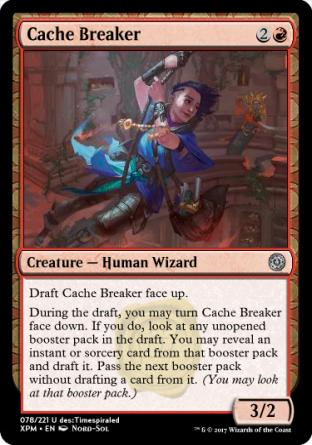 Cache Breaker 2
Creature — Human Wizard
Draft Cache Breaker face up.
During the draft, you may turn Cache Breaker
face down. If you do, look at any unopened
booster pack in the draft. You may reveal an
instant or sorcery card from that booster pack
and draft it. Pass the next booster pack
without drafting a card from it. (You may look
at that booster pack.)
3/2
078/221 U des:Timespiraled
XPM • EN Nord-Sol
™ & © 2017 Wizards of the Coast